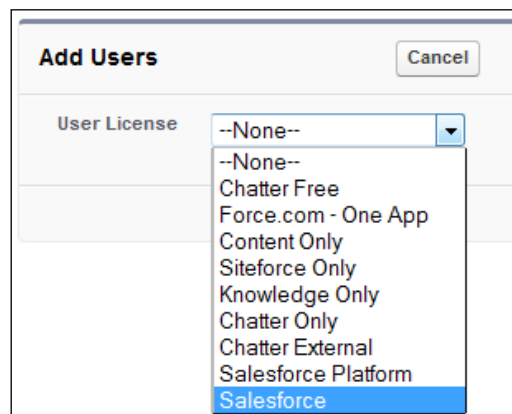 Add Users
Cancel
User License
--None--
--None--
Chatter Free
Force.com - One App
Content Only
Siteforce Only
Knowledge Only
Chatter Only
Chatter External
Salesforce Platform
Salesforce